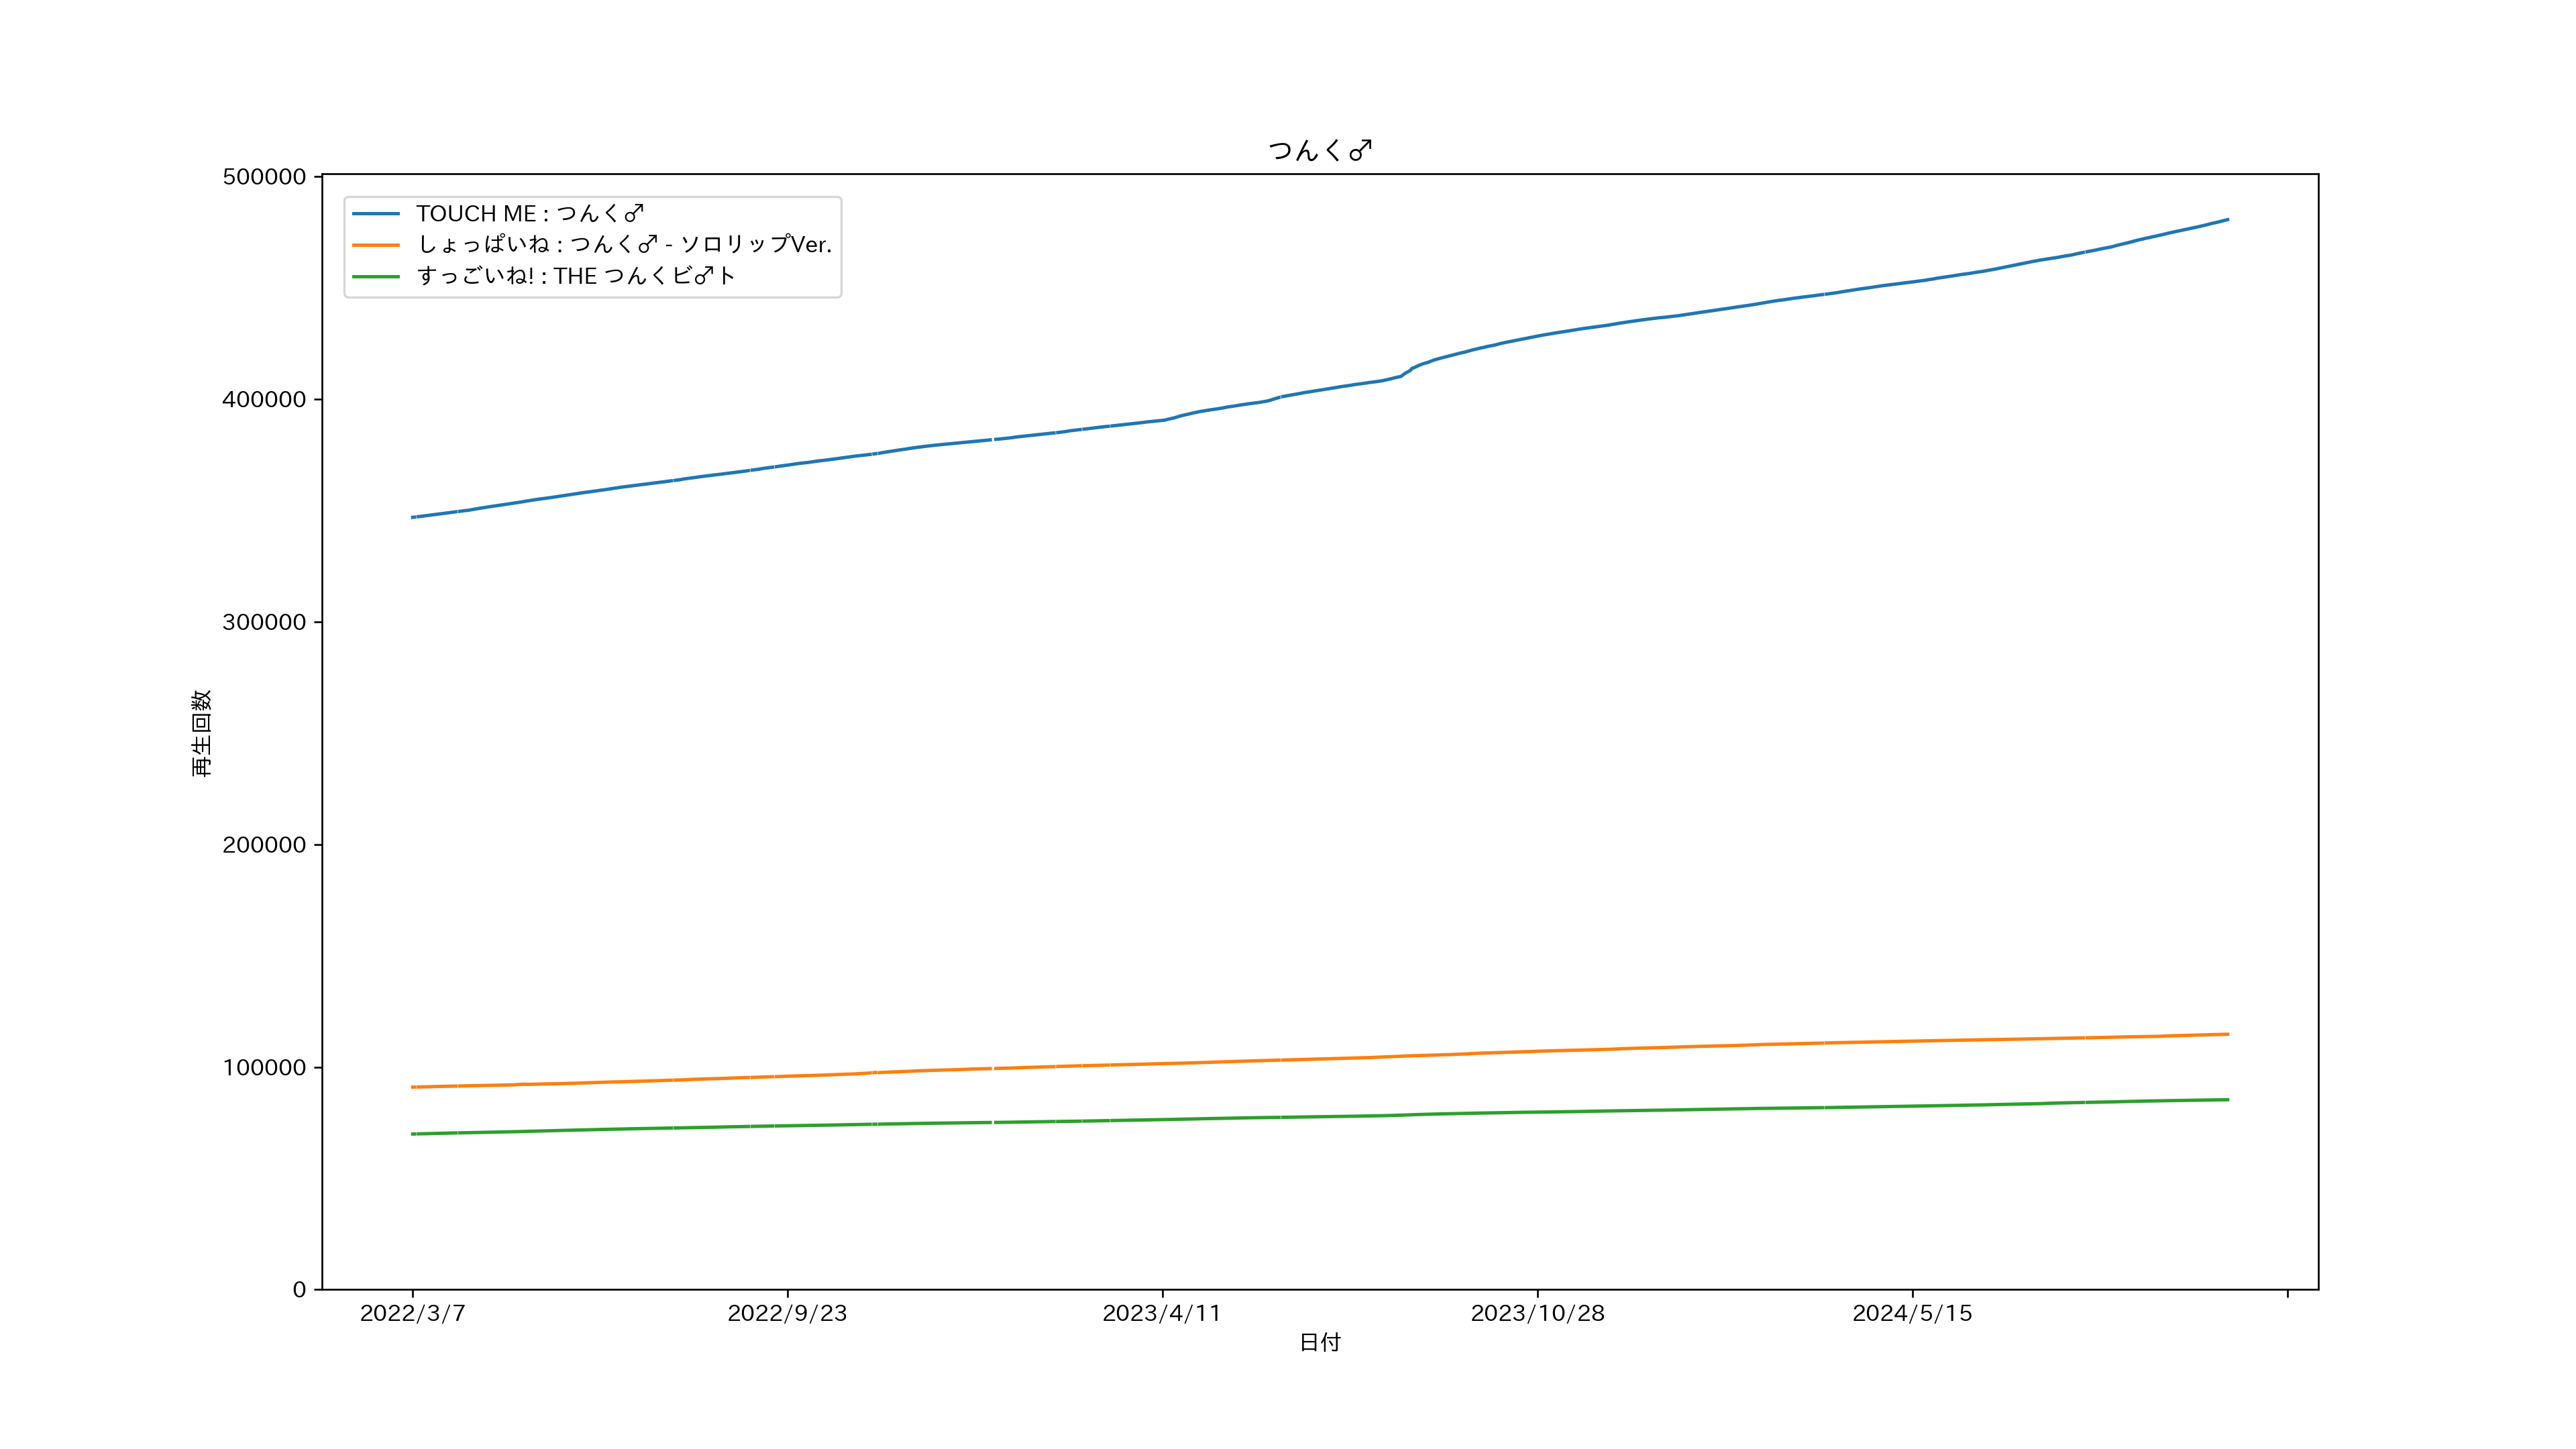 つんく♂
500000
400000
300000
200000
100000
0
再生回数
TOUCH ME : つんく♂
しょっぱいね : つんく♂ - ソロリップVer.
すっごいね! : THE つんくビ♂ト
2022/3/7
2022/9/23
2023/4/11
2023/10/28
2024/5/15
日付